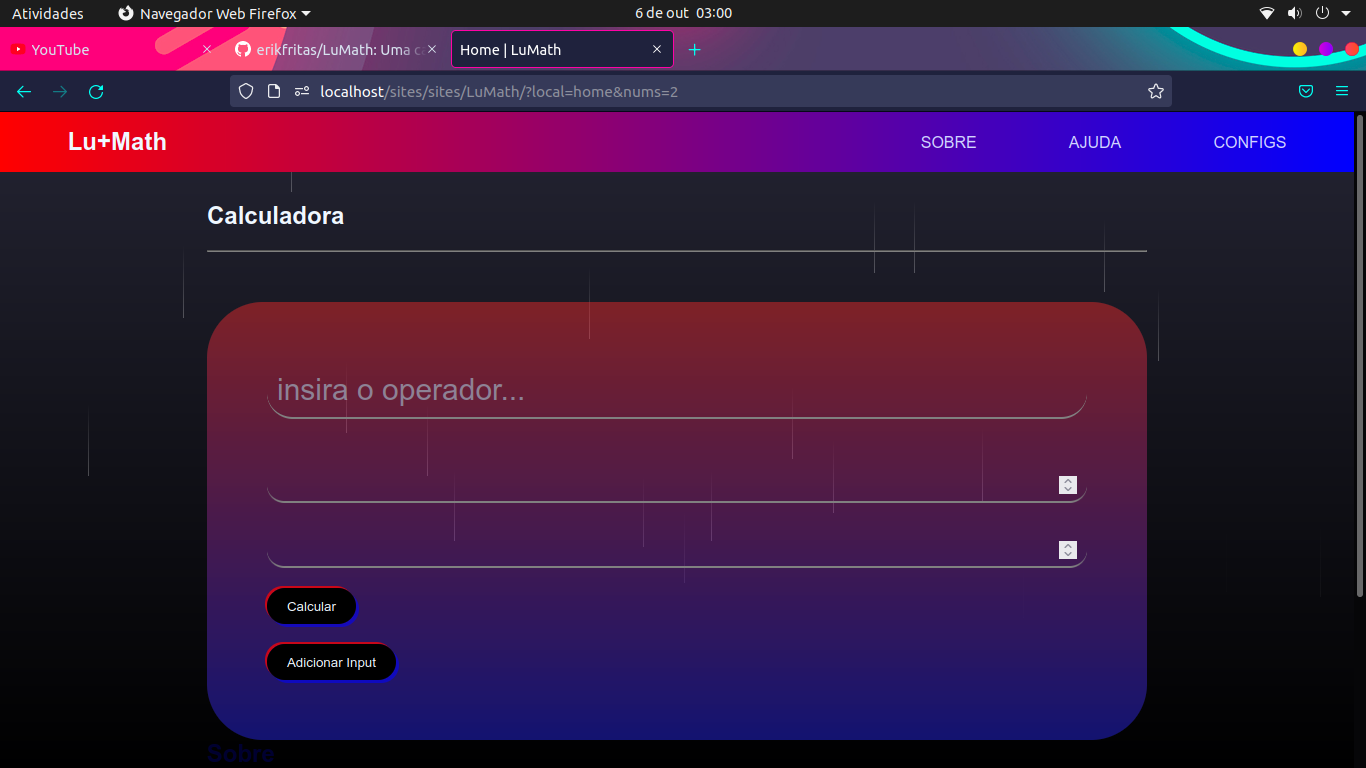 Atividades Navegador Web Firefox 6 de out 03:00
YouTube erikfritas/LuMath: Uma ca Home | LuMath
localhost/sites/sites/LuMath/?local=home&nums=2
Lu+Math SOBRE AJUDA CONFIGS
Calculadora
insira o operador...
Calcular
Adicionar Input
Sobre